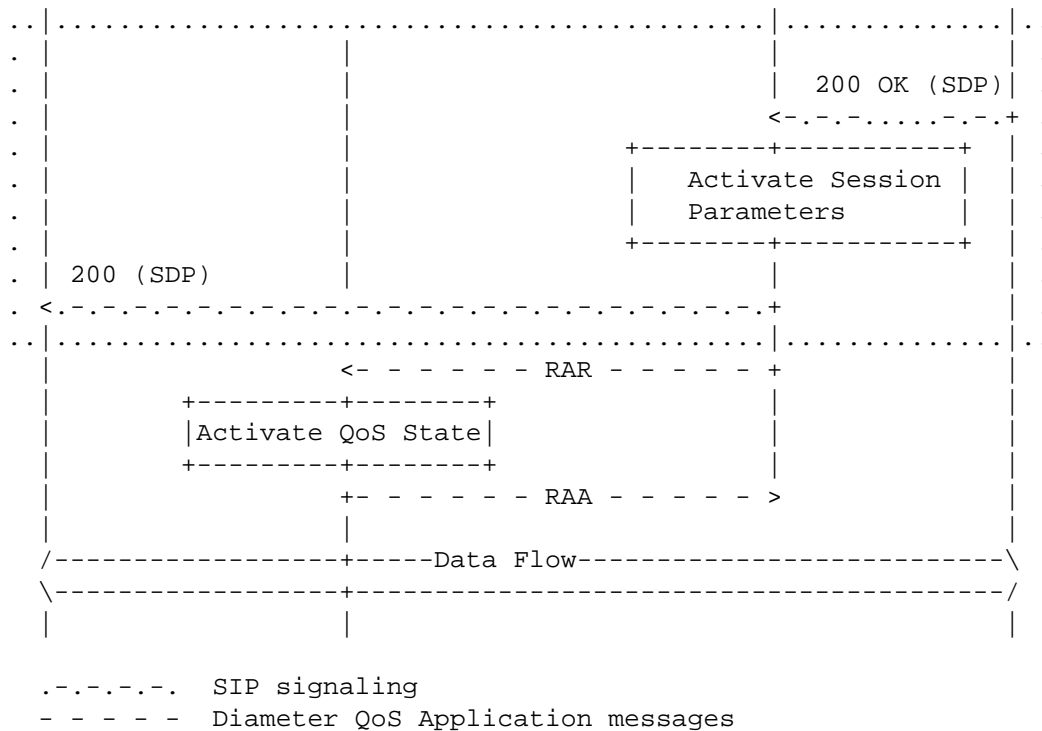 200 OK (SDP)
Activate Session
Parameters
200 (SDP)
RAR
Activate QoS State
RAA
Data Flow
.-.-.-.-. SIP signaling
- - - - - Diameter QoS Application messages